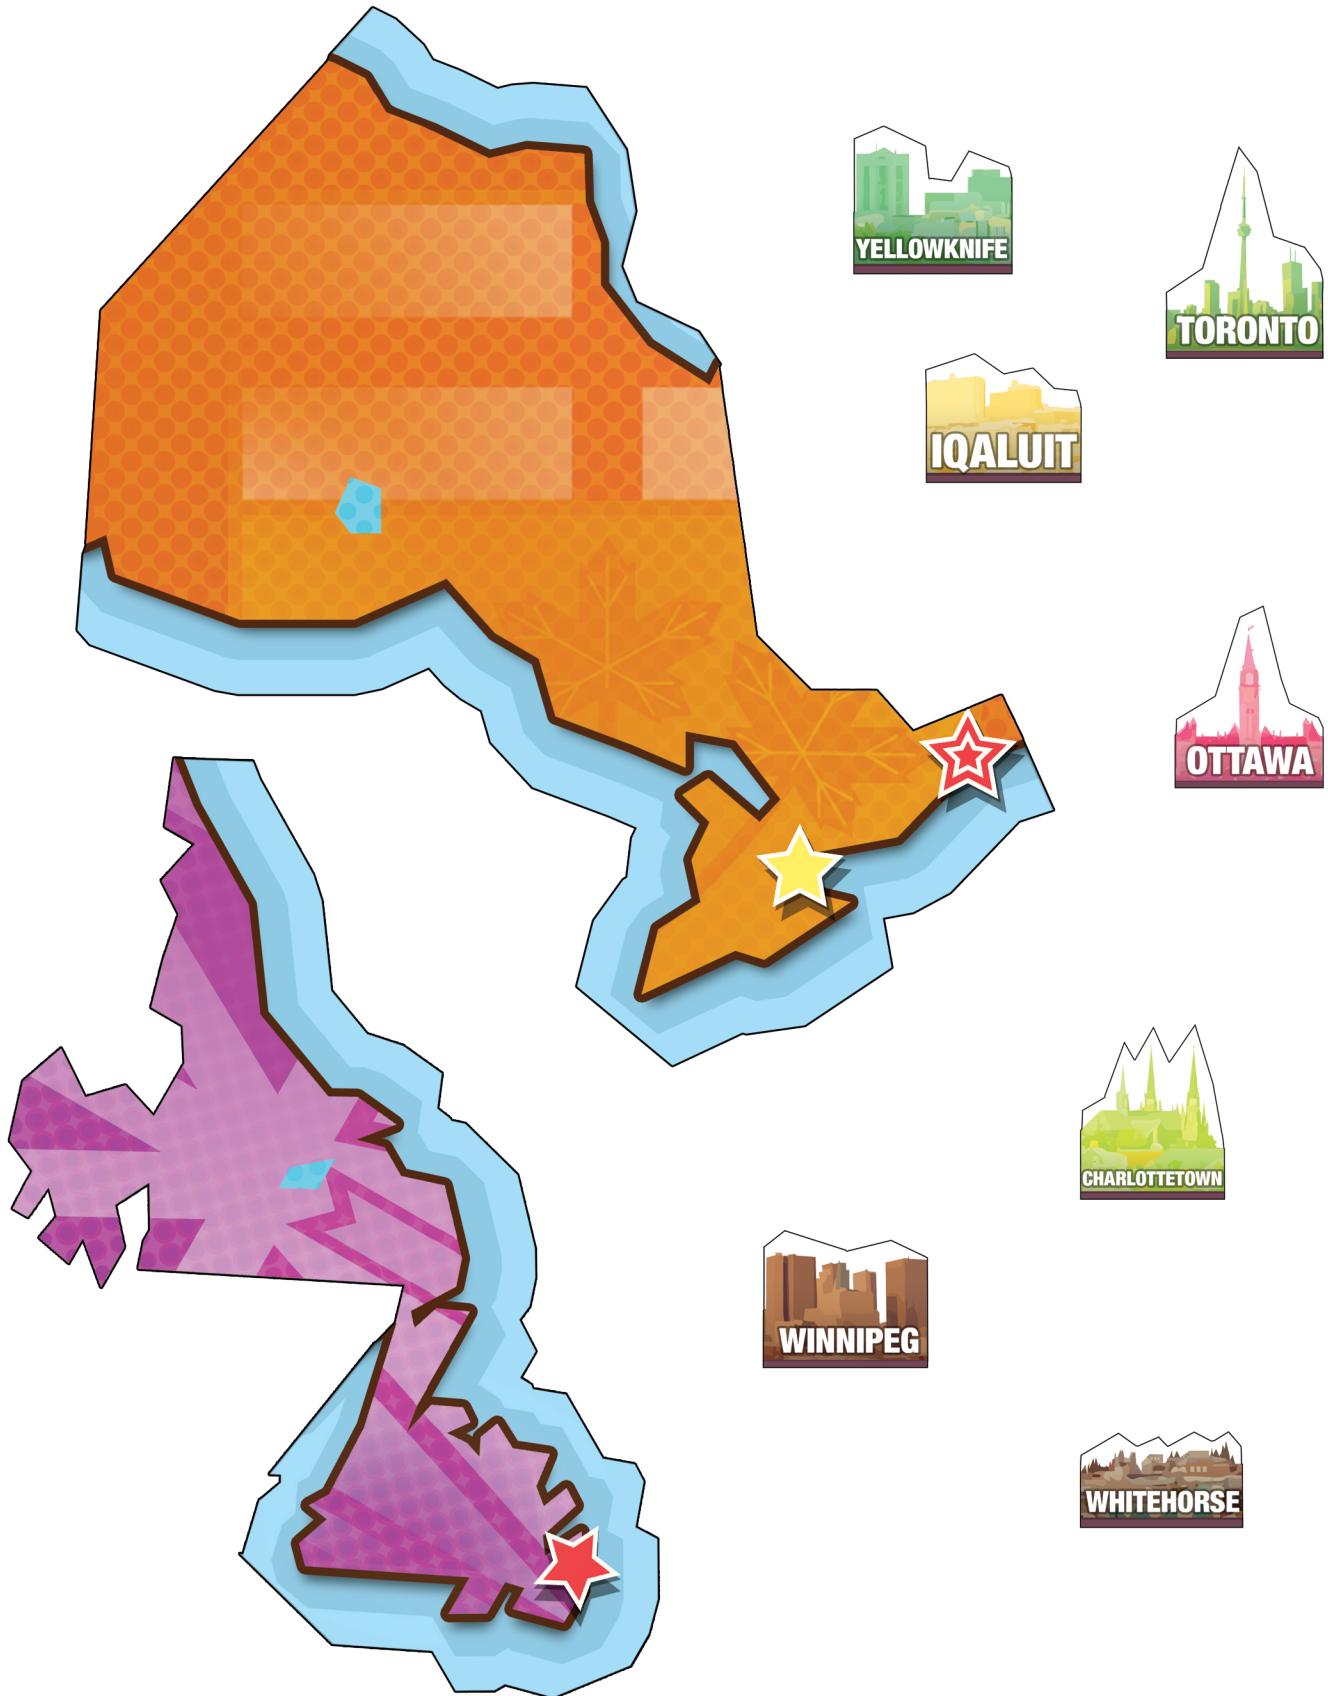 YELLOWKNIFE
TORONTO
IQALUIT
OTTAWA
CHARLOTTETOWN
WINNIPEG
WHITEHORSE